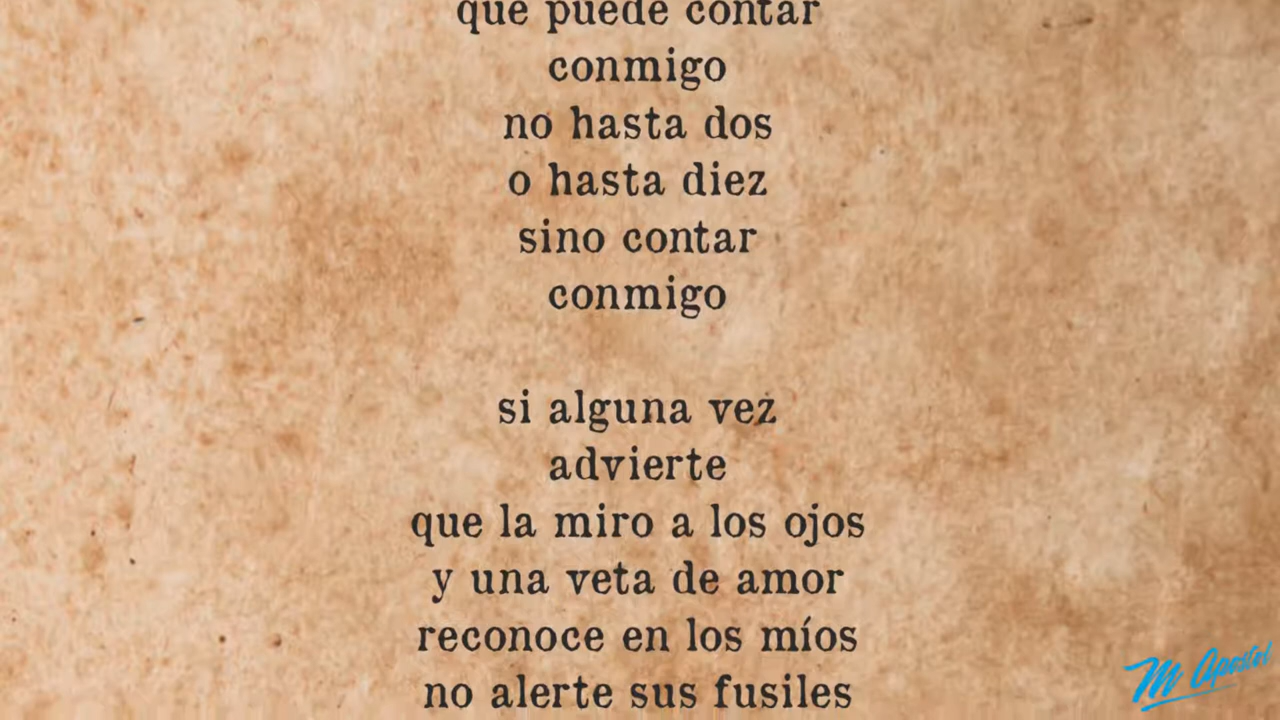 que puede contar
conmigo
no hasta dos
o hasta diez
sino contar
conmigo
si alguna vez
advierte
que la miro a los ojos
y una veta de amor
reconoce en los míos
no alerte sus fusiles
M Apostol